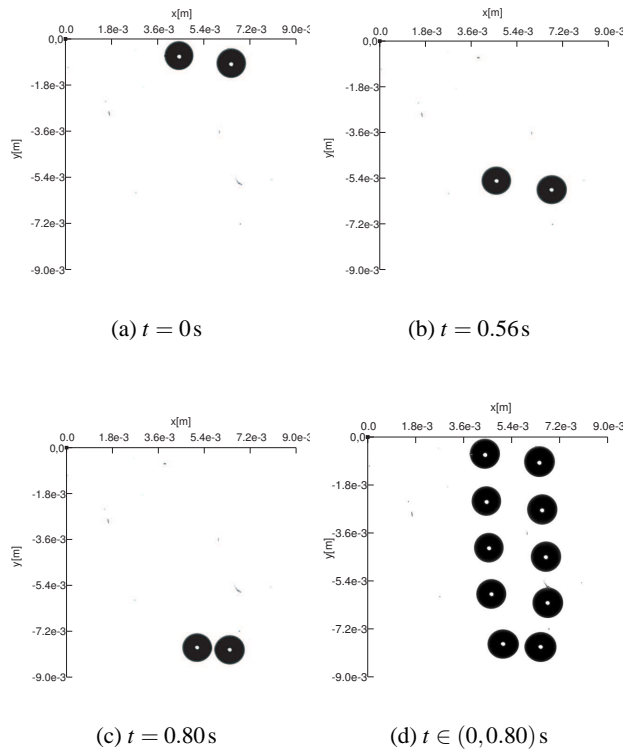 x[m]
0.0 1.8e-3 3.6e-3 5.4e-3 7.2e-3 9.0e-3
0,0
-1.8e-3
-3.6e-3
y[m]
-5.4e-3
-7.2e-3
-9.0e-3
(a) t = 0s
x[m]
0.0 1.8e-3 3.6e-3 5.4e-3 7.2e-3 9.0e-3
0,0
-1.8e-3
-3.6e-3
y[m]
-5.4e-3
-7.2e-3
-9.0e-3
(b) t = 0.56s
x[m]
0.0 1.8e-3 3.6e-3 5.4e-3 7.2e-3 9.0e-3
0,0
-1.8e-3
-3.6e-3
y[m]
-5.4e-3
-7.2e-3
-9.0e-3
(c) t = 0.80s
x[m]
0.0 1.8e-3 3.6e-3 5.4e-3 7.2e-3 9.0e-3
0,0
-1.8e-3
-3.6e-3
y[m]
-5.4e-3
-7.2e-3
-9.0e-3
(d) t ∈ (0,0.80) s